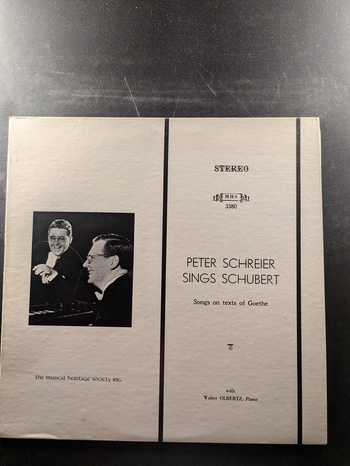 STEREO
MHS
3380
PETER SCHREIER
SINGS SCHUBERT
Songs on texts of Goethe
the musical heritage society inc.
with
Walter OLBERTZ, Piano